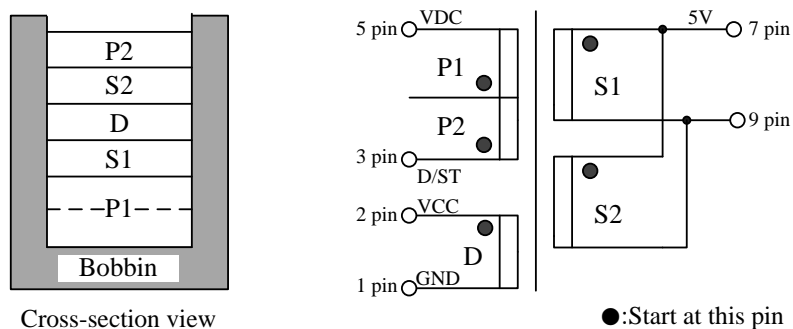 P2
S2
D
S1
P1
Bobbin
Cross-section view
5 pin
VDC
P1
P2
3 pin
D/ST
2 pin
VCC
D
1 pin
GND
5V
7 pin
S1
9 pin
S2
●:Start at this pin